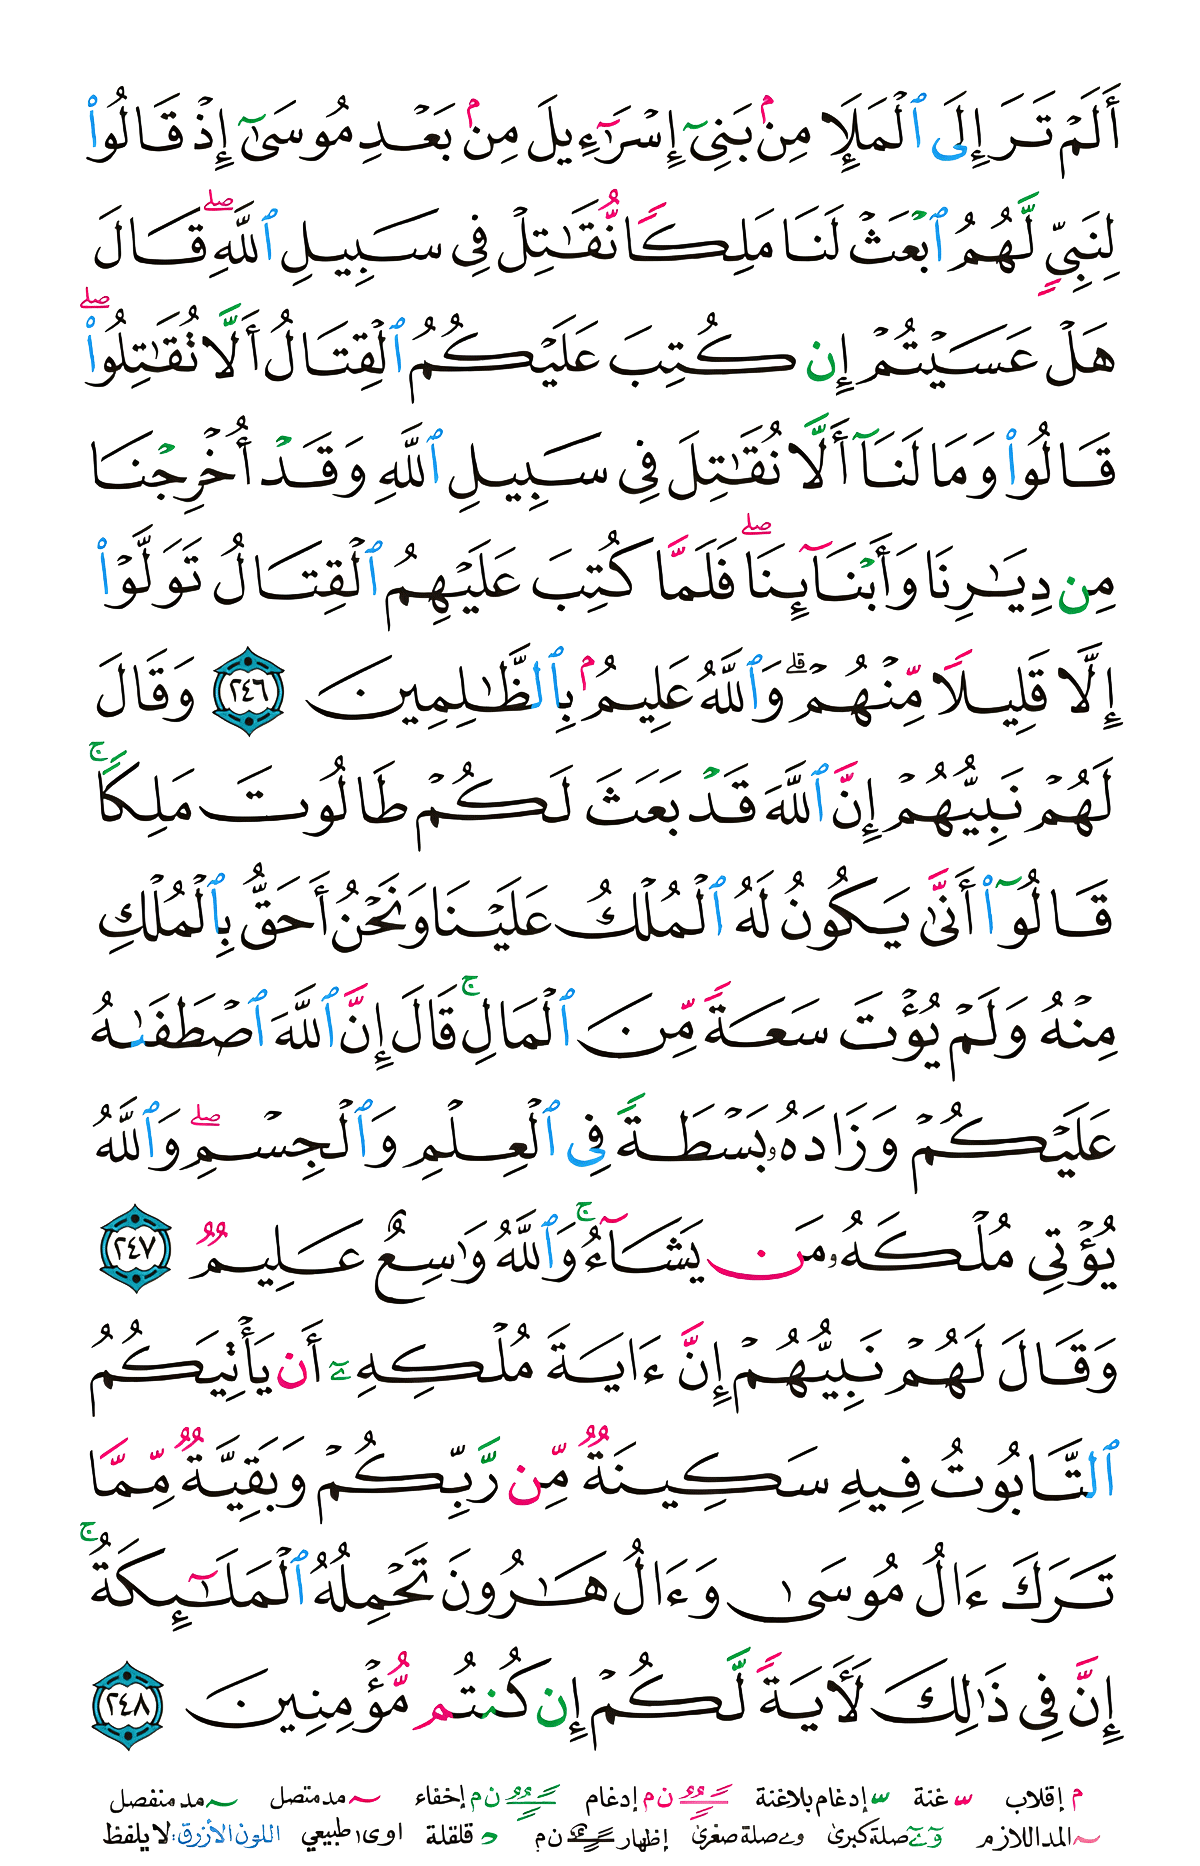 أَلَمْ تَرَ إِلَى ٱلْمَلَإِ مِنۢ بَنِىٓ إِسْرَٰٓءِيلَ مِنۢ بَعْدِ مُوسَىٰٓ إِذْ قَالُوا۟
لِنَبِىٍّ لَّهُمُ ٱبْعَثْ لَنَا مَلِكًا نُّقَٰتِلْ فِى سَبِيلِ ٱللَّهِ ۖ قَالَ
هَلْ عَسَيْتُمْ إِن كُتِبَ عَلَيْكُمُ ٱلْقِتَالُ أَلَّا تُقَٰتِلُوا۟ ۖ
قَالُوا۟ وَمَا لَنَآ أَلَّا نُقَٰتِلَ فِى سَبِيلِ ٱللَّهِ وَقَدْ أُخْرِجْنَا
مِن دِيَٰرِنَا وَأَبْنَآئِنَا ۖ فَلَمَّا كُتِبَ عَلَيْهِمُ ٱلْقِتَالُ تَوَلَّوْا۟
إِلَّا قَلِيلًا مِّنْهُمْ ۗ وَٱللَّهُ عَلِيمٌۢ بِٱلظَّٰلِمِينَ ٢٤٦ وَقَالَ
لَهُمْ نَبِيُّهُمْ إِنَّ ٱللَّهَ قَدْ بَعَثَ لَكُمْ طَالُوتَ مَلِكًا ۚ
قَالُوٓا۟ أَنَّىٰ يَكُونُ لَهُ ٱلْمُلْكُ عَلَيْنَا وَنَحْنُ أَحَقُّ بِٱلْمُلْكِ
مِنْهُ وَلَمْ يُؤْتَ سَعَةً مِّنَ ٱلْمَالِ ۚ قَالَ إِنَّ ٱللَّهَ ٱصْطَفَىٰهُ
عَلَيْكُمْ وَزَادَهُۥ بَسْطَةً فِى ٱلْعِلْمِ وَٱلْجِسْمِ ۖ وَٱللَّهُ
يُؤْتِى مُلْكَهُۥ مَن يَشَآءُ ۚ وَٱللَّهُ وَٰسِعٌ عَلِيمٌ ٢٤٧
وَقَالَ لَهُمْ نَبِيُّهُمْ إِنَّ ءَايَةَ مُلْكِهِۦٓ أَن يَأْتِيَكُمُ
ٱلتَّابُوتُ فِيهِ سَكِينَةٌ مِّن رَّبِّكُمْ وَبَقِيَّةٌ مِّمَّا
تَرَكَ ءَالُ مُوسَىٰ وَءَالُ هَٰرُونَ تَحْمِلُهُ ٱلْمَلَٰٓئِكَةُ ۚ
إِنَّ فِى ذَٰلِكَ لَءَايَةً لَّكُمْ إِن كُنتُم مُّؤْمِنِينَ ٢٤٨
م إقلاب غنة إدغام بلاغنة ن م إدغام ن م إخفاء مد متصل مد منفصل
المد اللازم صلة كبرى و ے صلة صغرى إظهار ن م قلقلة اوى ١ طبيعي اللون الأزرق: لا يلفظ